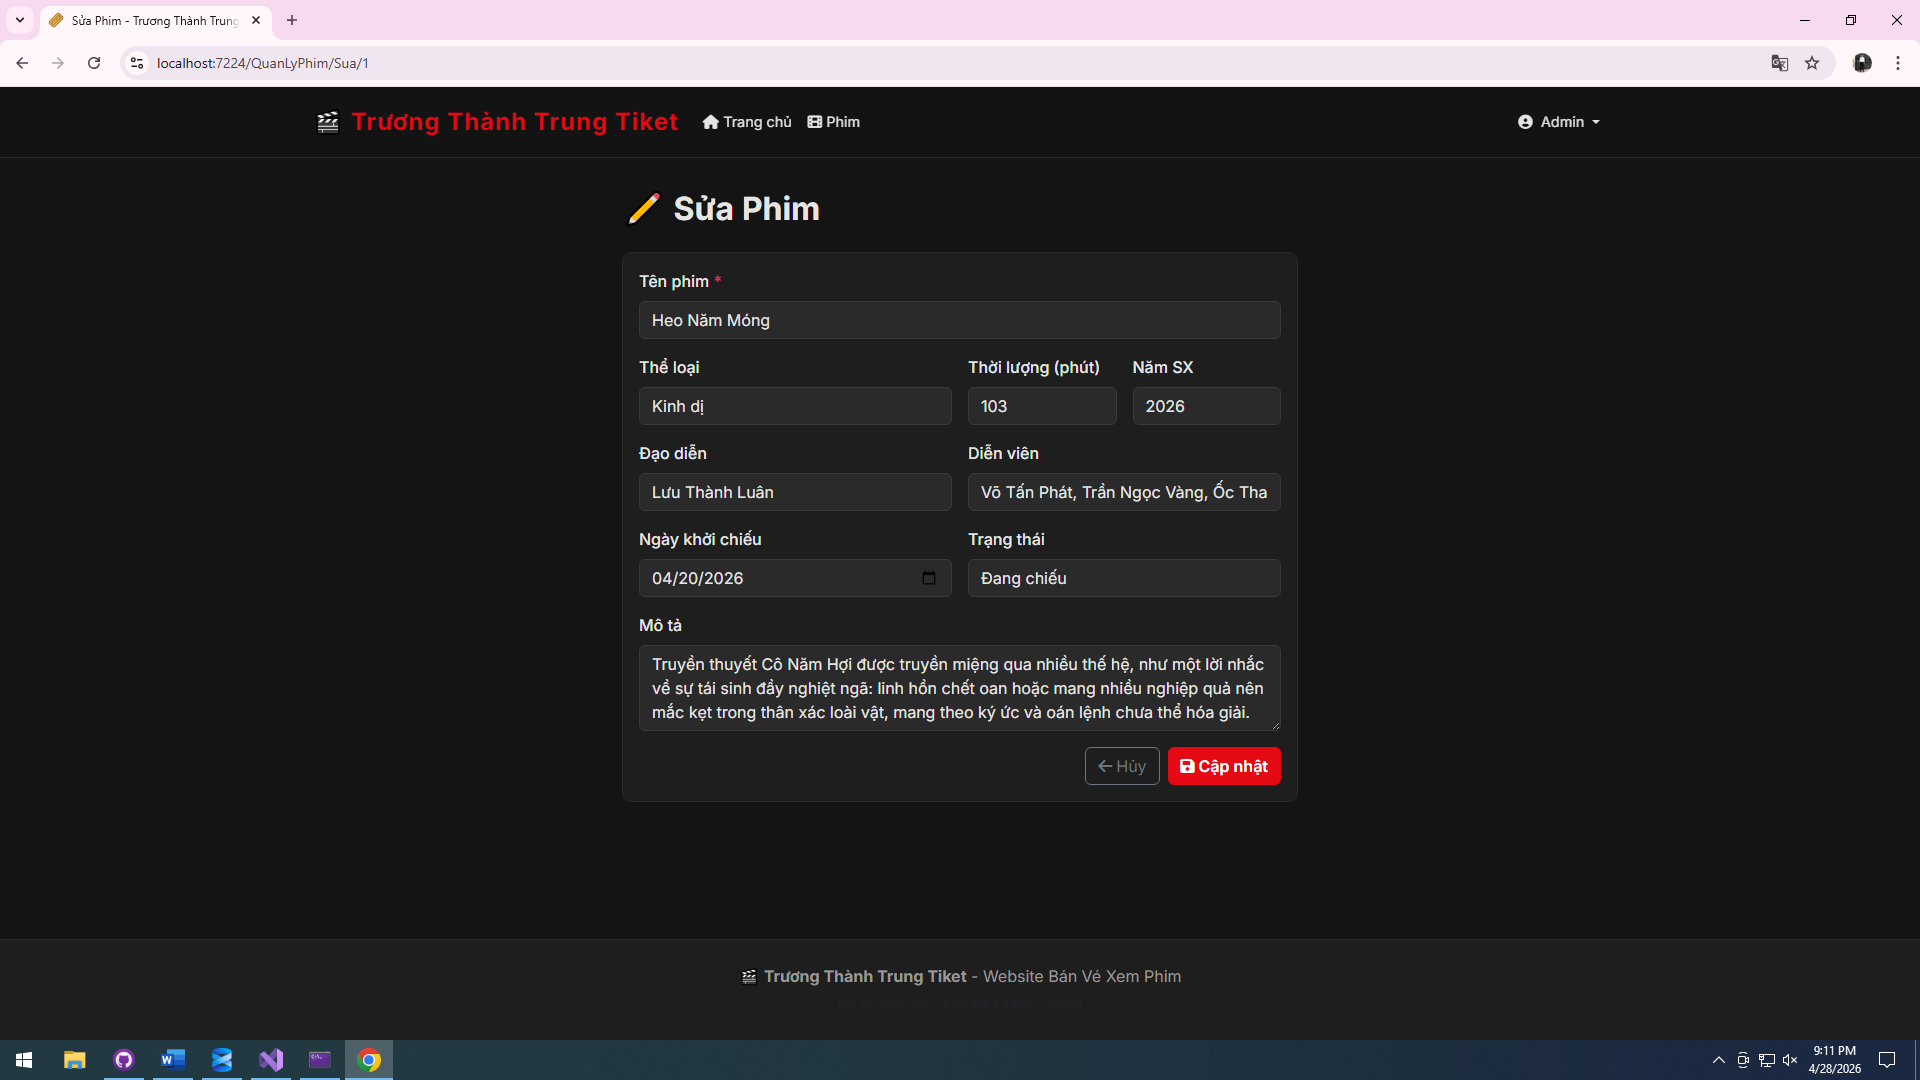 Sửa Phim - Trương Thành Trung
localhost:7224/QuanLyPhim/Sua/1
Trương Thành Trung Tiket
Trang chủ
Phim
Admin
Sửa Phim
Tên phim *
Heo Năm Móng
Thể loại
Thời lượng (phút)
Năm SX
Kinh dị
103
2026
Đạo diễn
Diễn viên
Lưu Thành Luân
Võ Tấn Phát, Trần Ngọc Vàng, Ốc Tha
Ngày khởi chiếu
Trạng thái
04/20/2026
Đang chiếu
Mô tả
Truyền thuyết Cô Năm Hợi được truyền miệng qua nhiều thế hệ, như một lời nhắc
về sự tái sinh đầy nghiệt ngã: linh hồn chết oan hoặc mang nhiều nghiệp quả nên
mắc kẹt trong thân xác loài vật, mang theo ký ức và oán lệnh chưa thể hóa giải.
Hủy
Cập nhật
Trương Thành Trung Tiket - Website Bán Vé Xem Phim
9:11 PM
4/28/2026